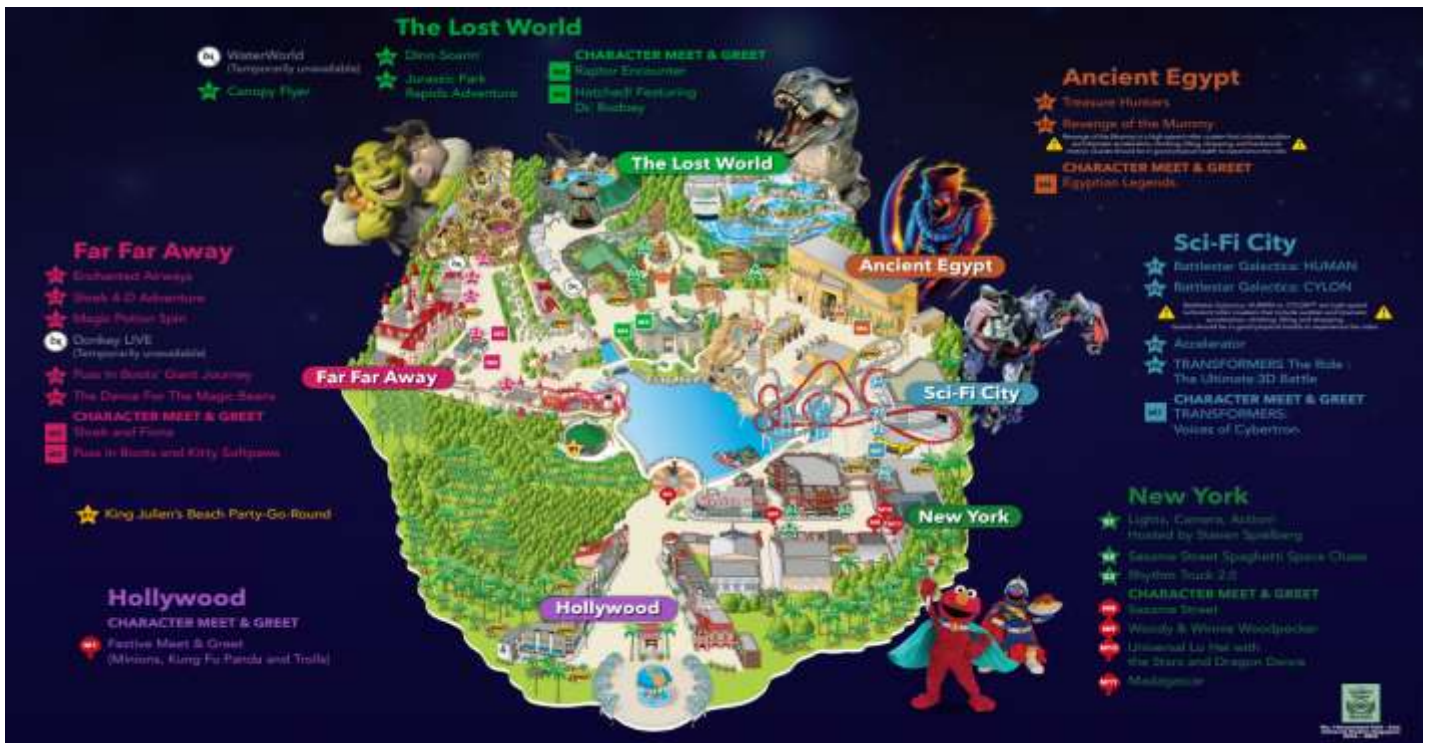 The Lost World
WaterWorld
(Temporarily unavailable)
Canopy Flyer
Dino-Soarin'
Jurassic Park
Rapids Adventure
CHARACTER MEET & GREET
Raptor Encounter
Hatched! Featuring
Dr. Rodney
Ancient Egypt
Treasure Hunters
Revenge of the Mummy
CHARACTER MEET & GREET
Egyptian Legends
The Lost World
Far Far Away
Enchanted Airways
Shrek 4-D Adventure
Magic Potion Spin
Donkey LIVE
(Temporarily unavailable)
Puss In Boots' Giant Journey
The Dance For The Magic Beans
CHARACTER MEET & GREET
Shrek and Fiona
Puss In Boots and Kitty Softpaws
Ancient Egypt
Sci-Fi City
Battlestar Galactica: HUMAN
Battlestar Galactica: CYLON
Accelerator
TRANSFORMERS The Ride :
The Ultimate 3D Battle
CHARACTER MEET & GREET
TRANSFORMERS:
Voices of Cybertron
Far Far Away
Sci-Fi City
King Julien's Beach Party-Go-Round
New York
New York
Lights, Camera, Action!
Hosted by Steven Spielberg
Sesame Street Spaghetti Space Chase
Rhythm Truck 2.0
CHARACTER MEET & GREET
Sesame Street
Woody & Winnie Woodpecker
Universal Lo Hei with
the Stars and Dragon Dance
Madagascar
Hollywood
CHARACTER MEET & GREET
Festive Meet & Greet
(Minions, Kung Fu Panda and Trolls)
Hollywood